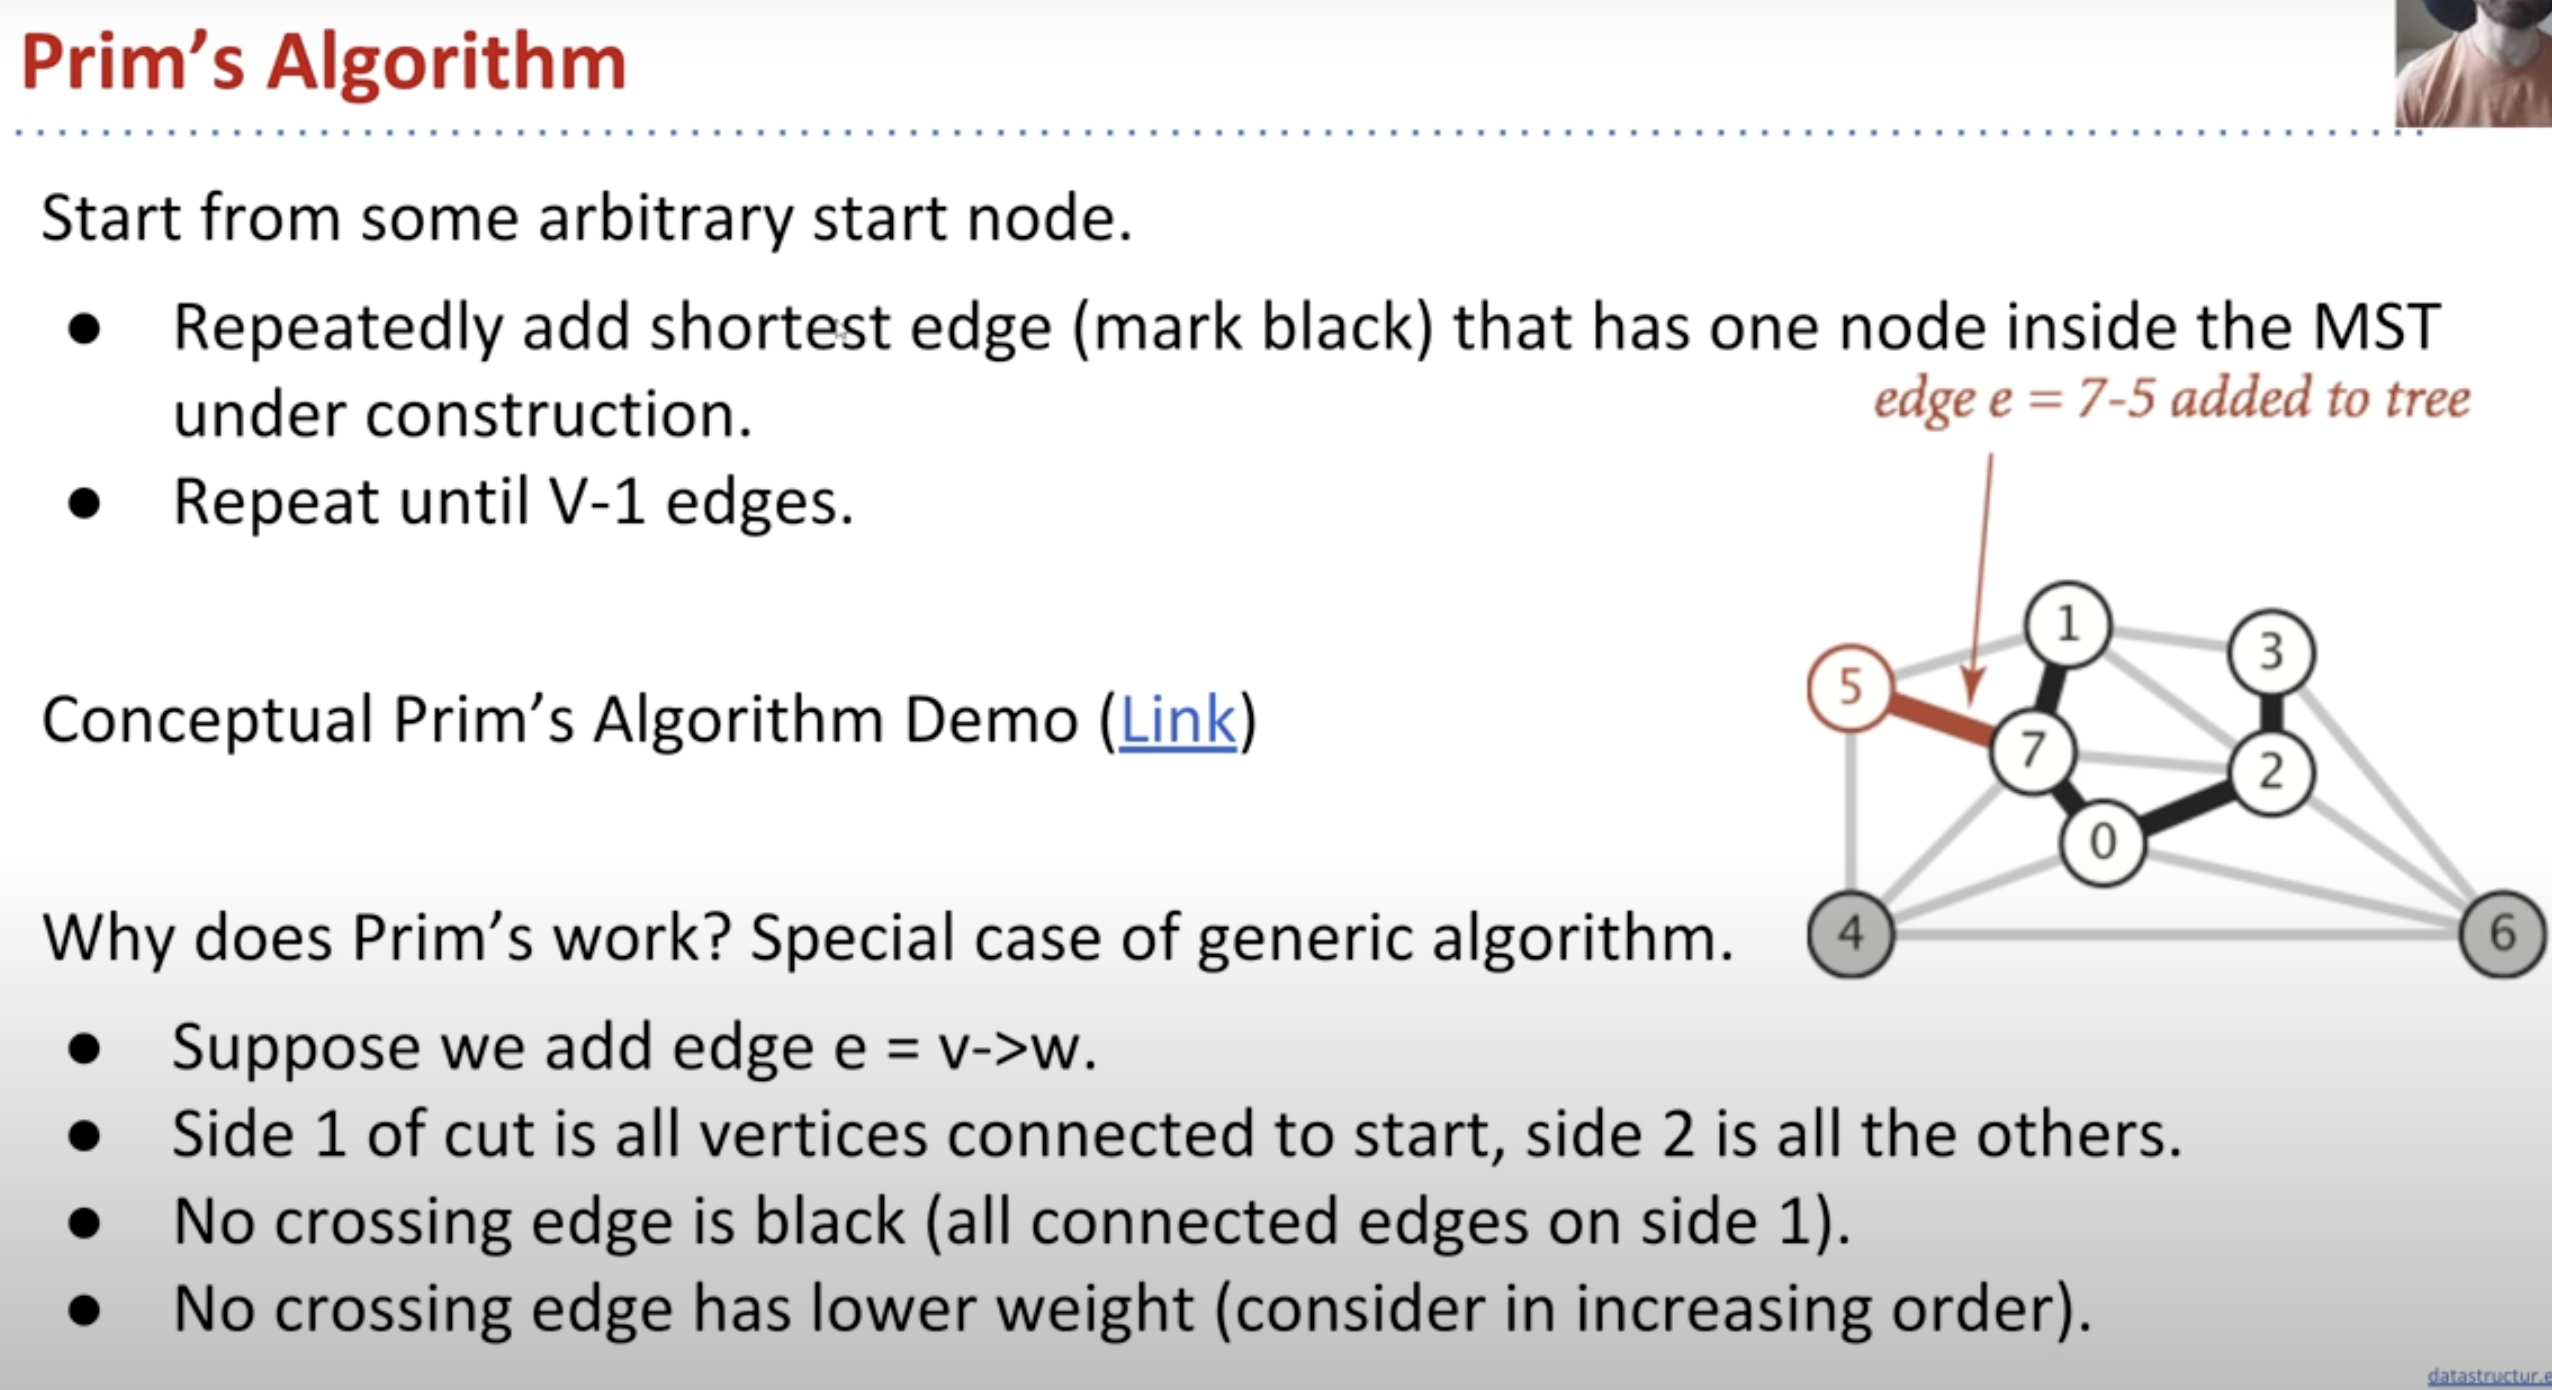 Prim's Algorithm
Start from some arbitrary start node.
● Repeatedly add shortest edge (mark black) that has one node inside the MST
under construction.
edge e = 7-5 added to tree
● Repeat until V-1 edges.
1
3
5
7
2
0
Conceptual Prim's Algorithm Demo (Link)
4
6
Why does Prim's work? Special case of generic algorithm.
● Suppose we add edge e = v->w.
● Side 1 of cut is all vertices connected to start, side 2 is all the others.
● No crossing edge is black (all connected edges on side 1).
● No crossing edge has lower weight (consider in increasing order).
datastructur.e